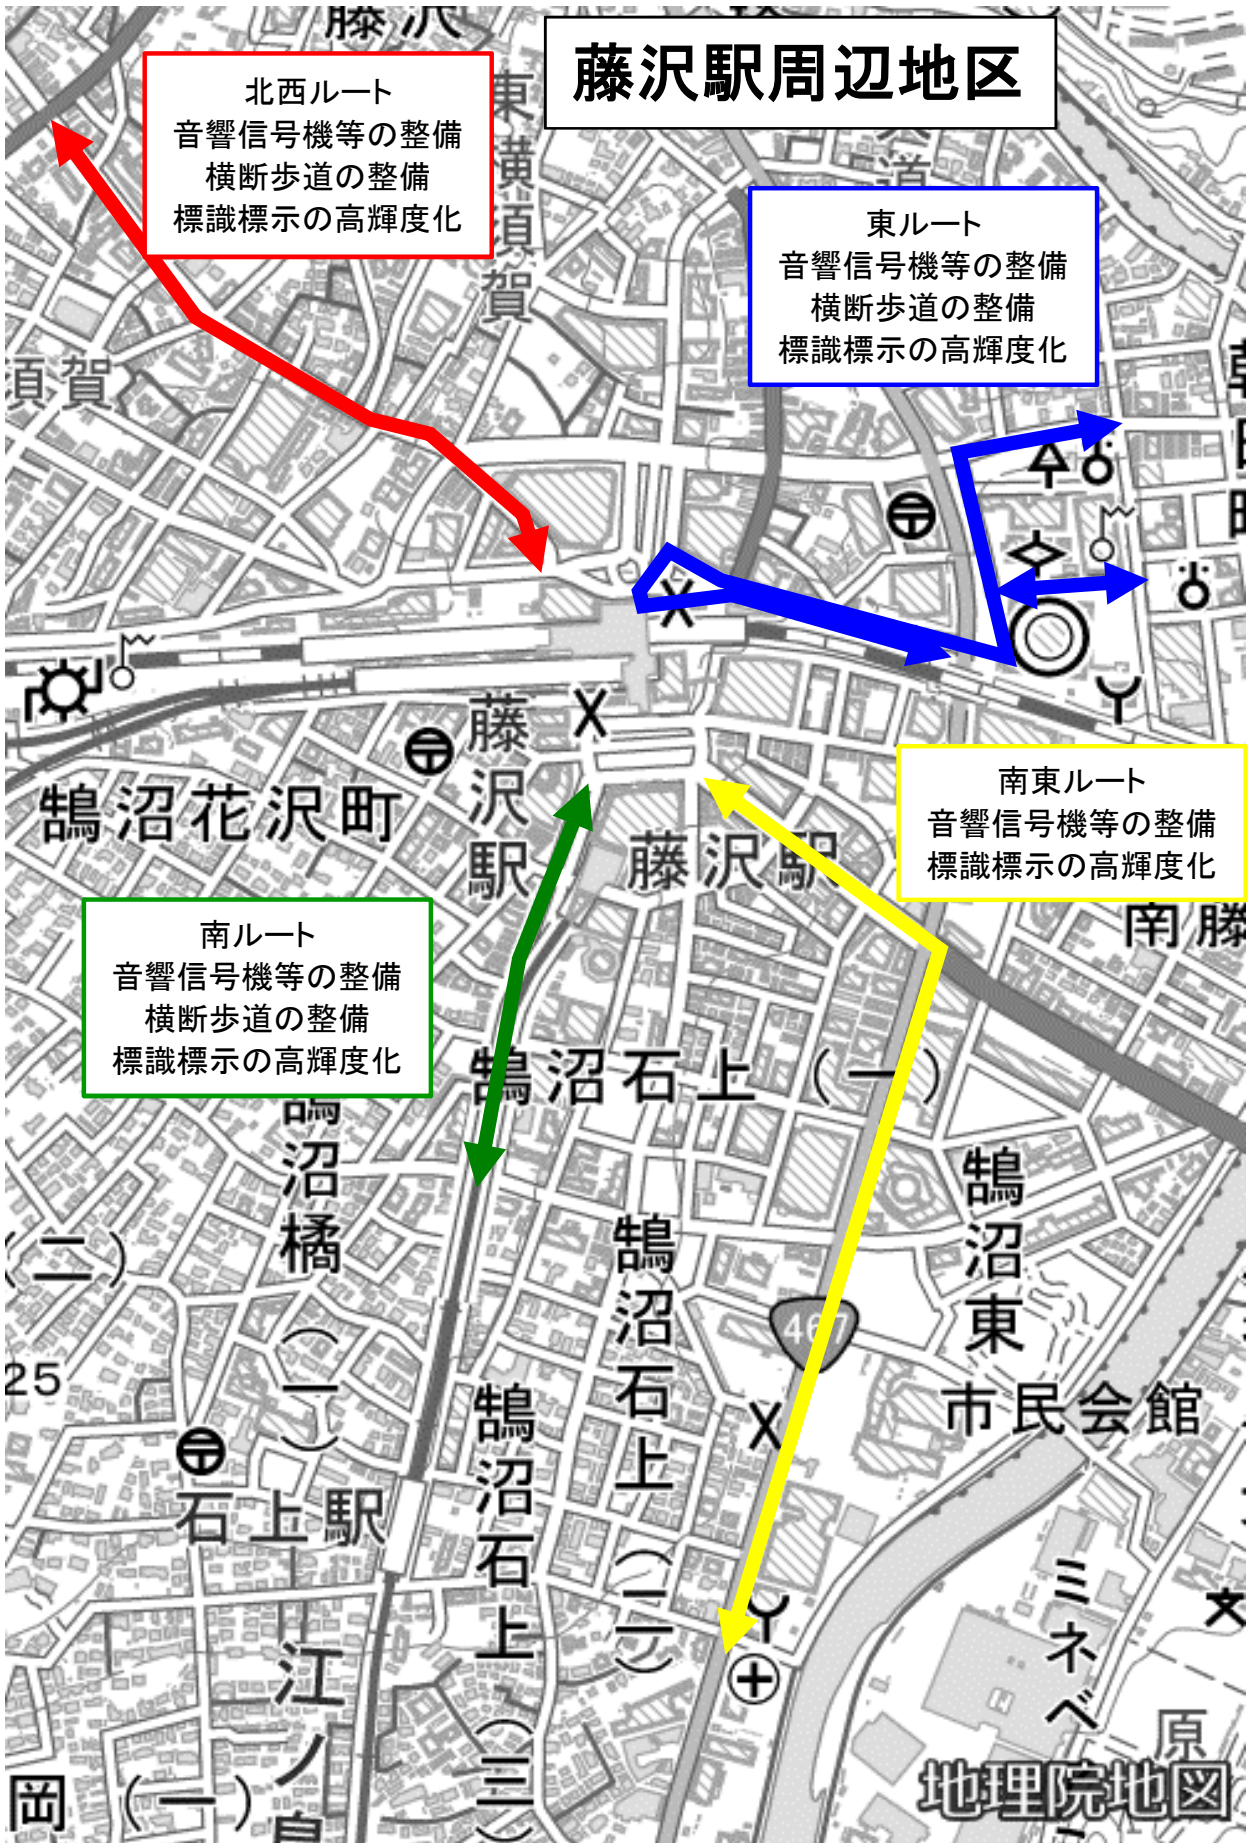 藤沢
藤沢駅周辺地区
北西ルート
音響信号機等の整備
横断歩道の整備
標識標示の高輝度化
東横須賀
道
東ルート
音響信号機等の整備
横断歩道の整備
標識標示の高輝度化
須賀
朝日町
藤沢駅
鵠沼花沢町
藤沢駅
南東ルート
音響信号機等の整備
標識標示の高輝度化
南藤
南ルート
音響信号機等の整備
横断歩道の整備
標識標示の高輝度化
鵠沼石上(一)
鵠沼橘(一)
(二)
鵠沼東
鵠沼石上(二)
467
25
市民会館
鵠沼石上(三)
石上駅
ミネベ
江ノ島
原
岡(一)
地理院地図